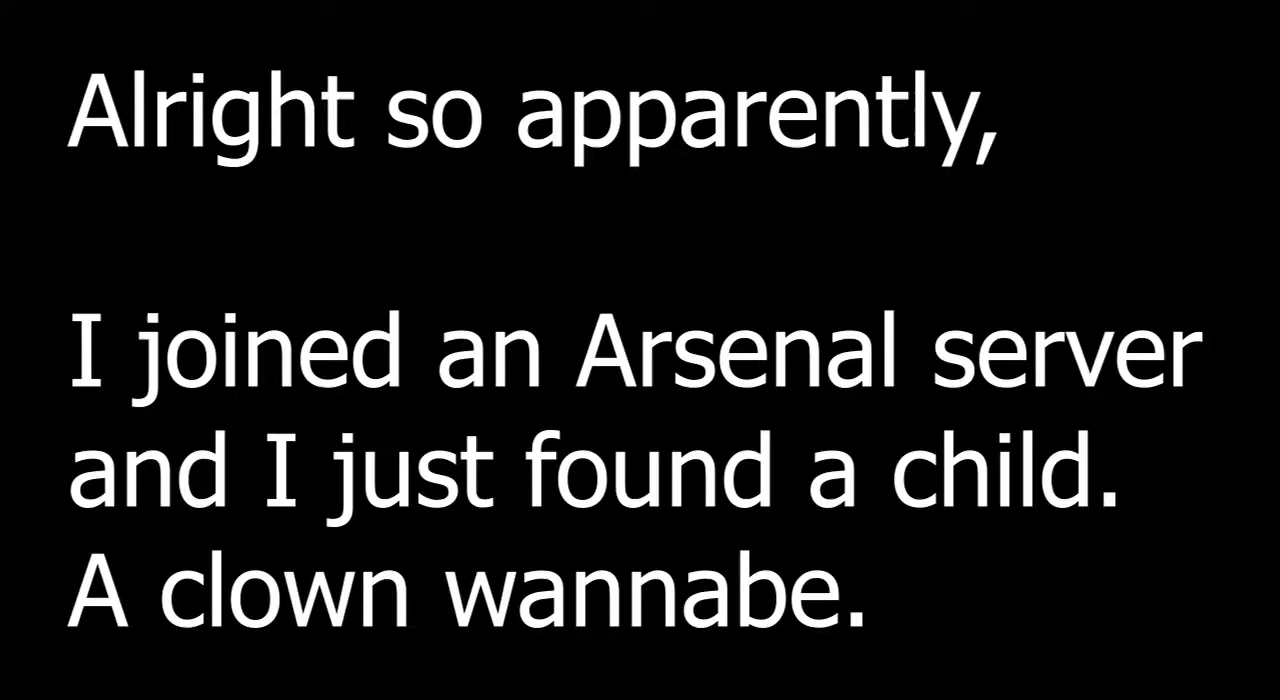 Alright so apparently,
I joined an Arsenal server
and I just found a child.
A clown wannabe.